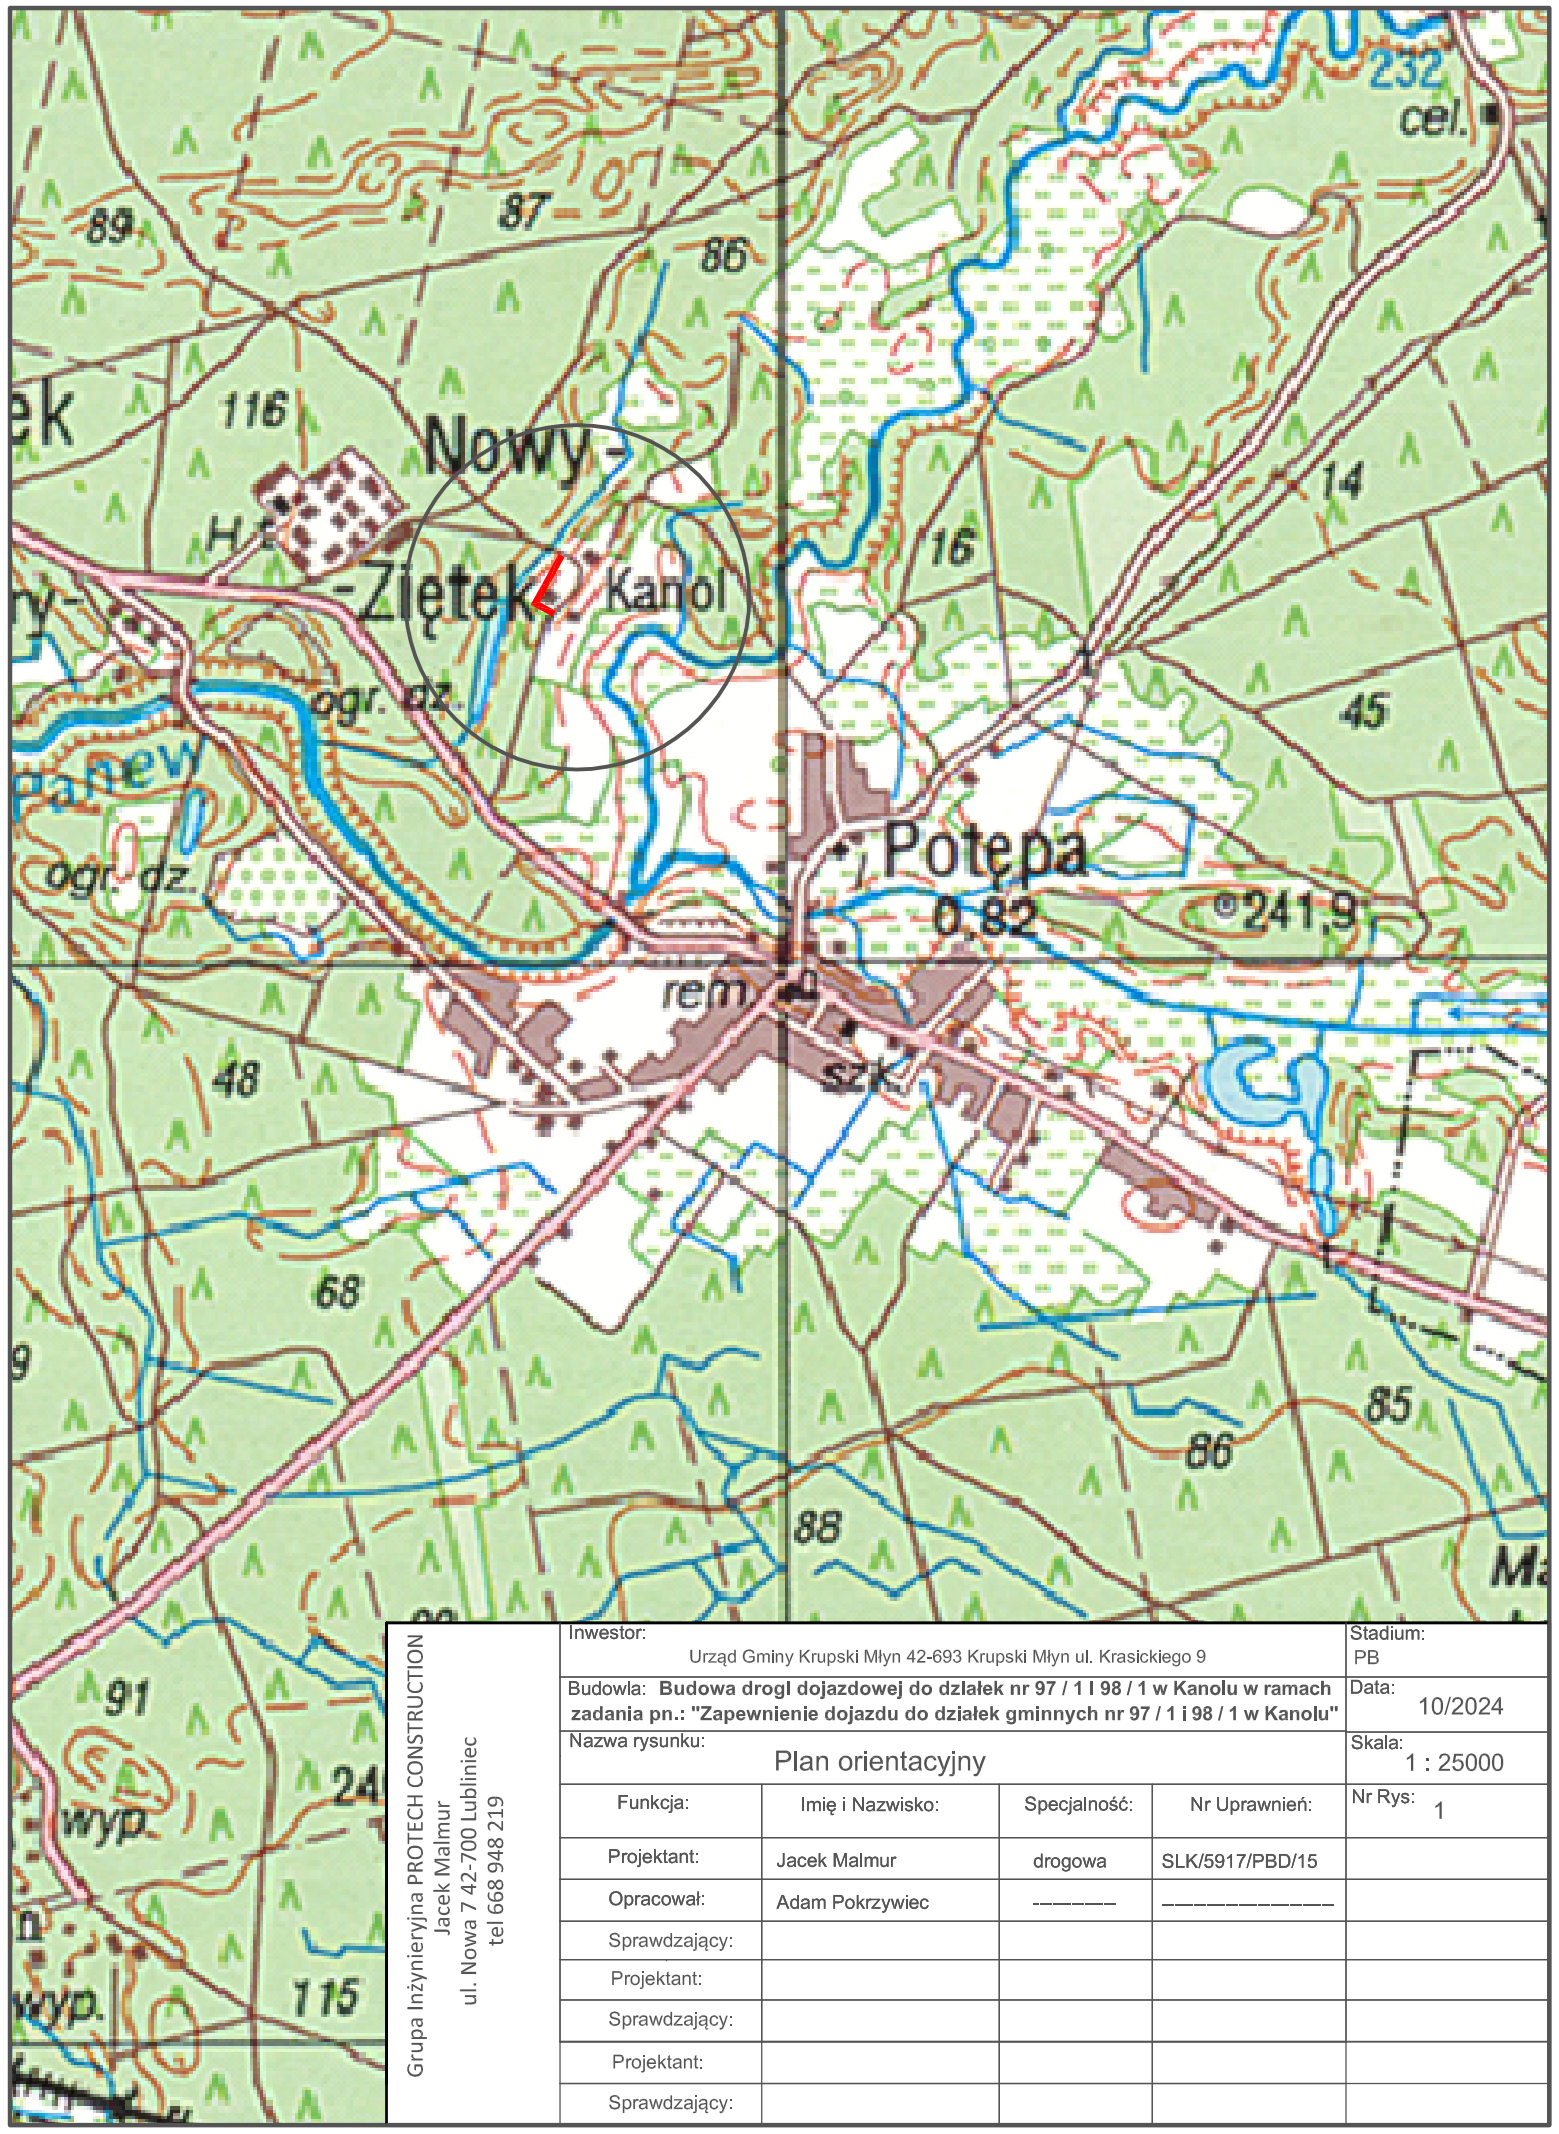 232
cel.
89
87
86
ek
116
Nowy-
14
H.
16
ry-
-Ziętek
Kanol
ogr. dz.
45
Panew
Potępa
0,82
ogr. dz.
241,9
rem.
48
szk.
68
9
85
86
88
Ma
91
wyp.
24
115
n
wyp.
Grupa Inżynieryjna PROTECH CONSTRUCTION
Jacek Malmur
ul. Nowa 7 42-700 Lubliniec
tel 668 948 219
Inwestor:
Urząd Gminy Krupski Młyn 42-693 Krupski Młyn ul. Krasickiego 9
Stadium:
PB
Budowla: Budowa drogI dojazdowej do dzIałek nr 97 / 1 I 98 / 1 w Kanolu w ramach
zadania pn.: "Zapewnienie dojazdu do działek gminnych nr 97 / 1 i 98 / 1 w Kanolu"
Data:
10/2024
Nazwa rysunku:
Plan orientacyjny
Skala:
1 : 25000
Funkcja: Imię i Nazwisko: Specjalność: Nr Uprawnień:
Nr Rys: 1
Projektant: Jacek Malmur drogowa SLK/5917/PBD/15
Opracował: Adam Pokrzywiec ---------- --------------------
Sprawdzający:
Projektant:
Sprawdzający:
Projektant:
Sprawdzający: